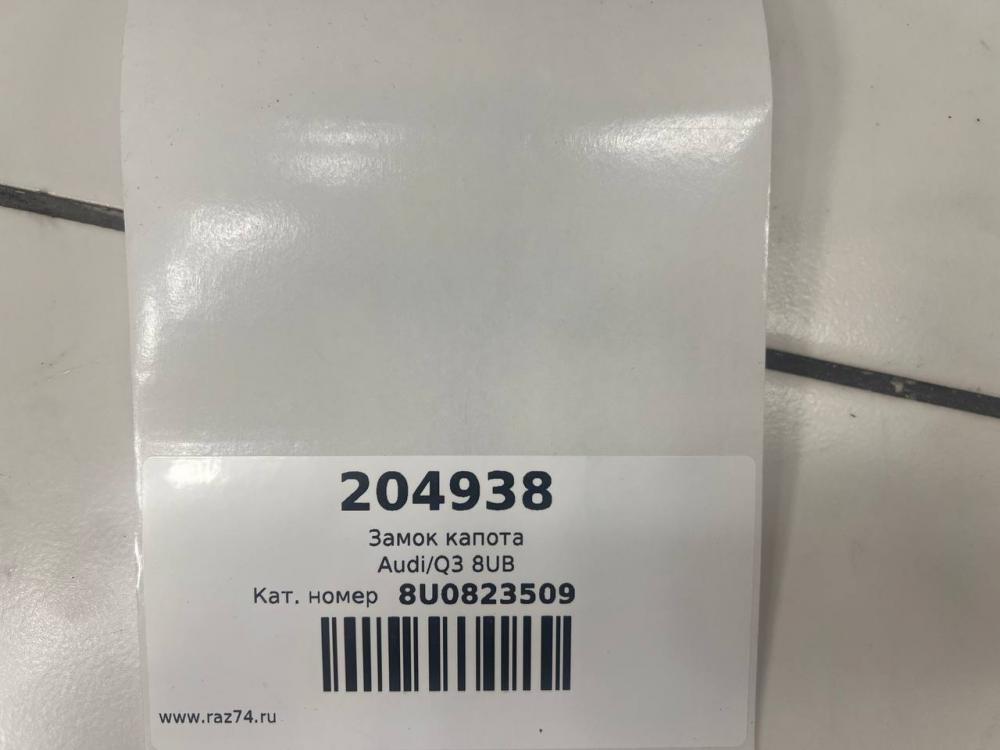 204938
Замок капота
Audi/Q3 8UB
Кат. номер 8U0823509
www.raz74.ru